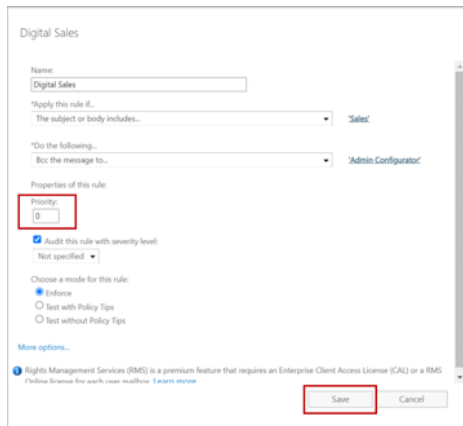 Digital Sales
Name:
Digital Sales
*Apply this rule if...
The subject or body includes...
'Sales'
*Do the following...
Bcc the message to...
'Admin Configurator'
Properties of this rule:
Priority:
0
Audit this rule with severity level:
Not specified
Choose a mode for this rule:
Enforce
Test with Policy Tips
Test without Policy Tips
More options...
Rights Management Services (RMS) is a premium feature that requires an Enterprise Client Access License (CAL) or a RMS
Online license for each user mailbox. Learn more
Save Cancel